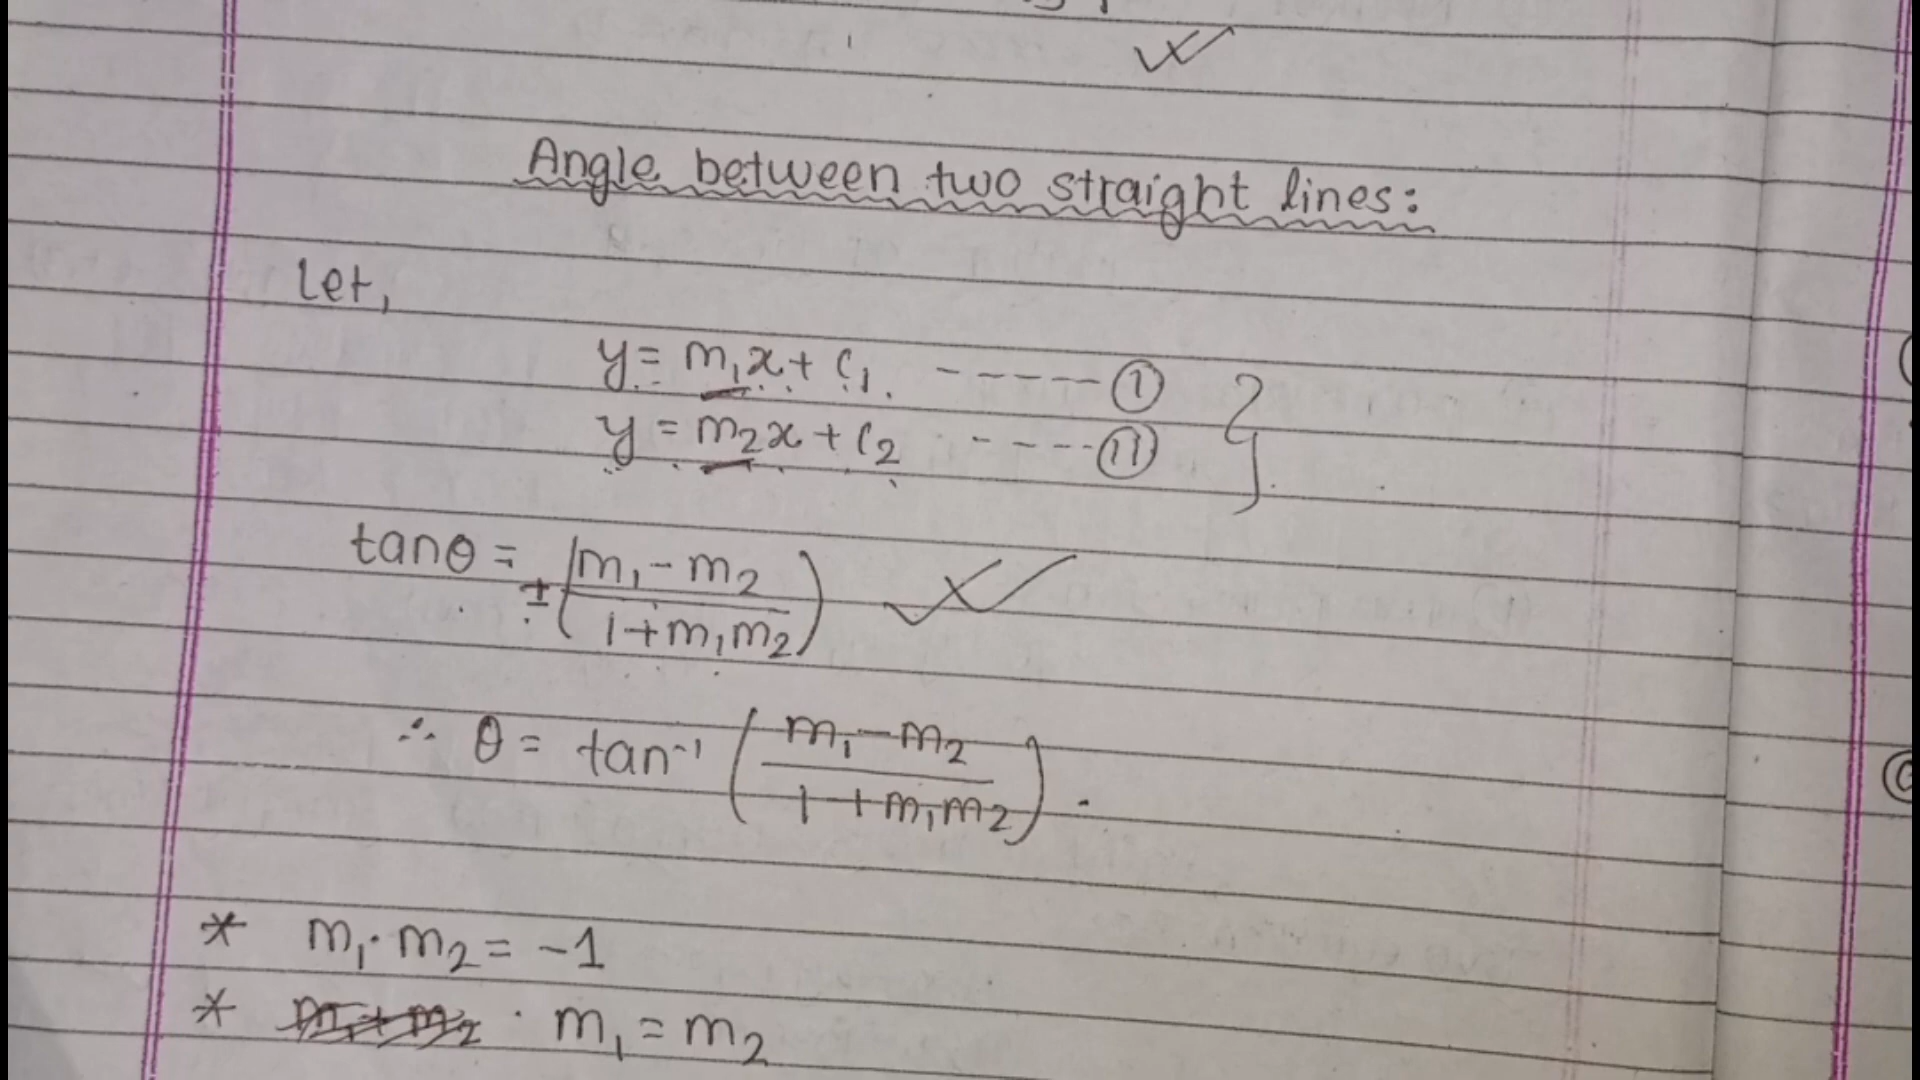 Angle between two straight lines:
Let,
y = m₁x + c₁ ----- (I)
y = m₂x + c₂ ----- (II)
tanθ = ± (m₁ - m₂ / 1 + m₁m₂)
∴ θ = tan⁻¹ (m₁ - m₂ / 1 + m₁m₂).
* m₁ · m₂ = -1
* · m₁ = m₂